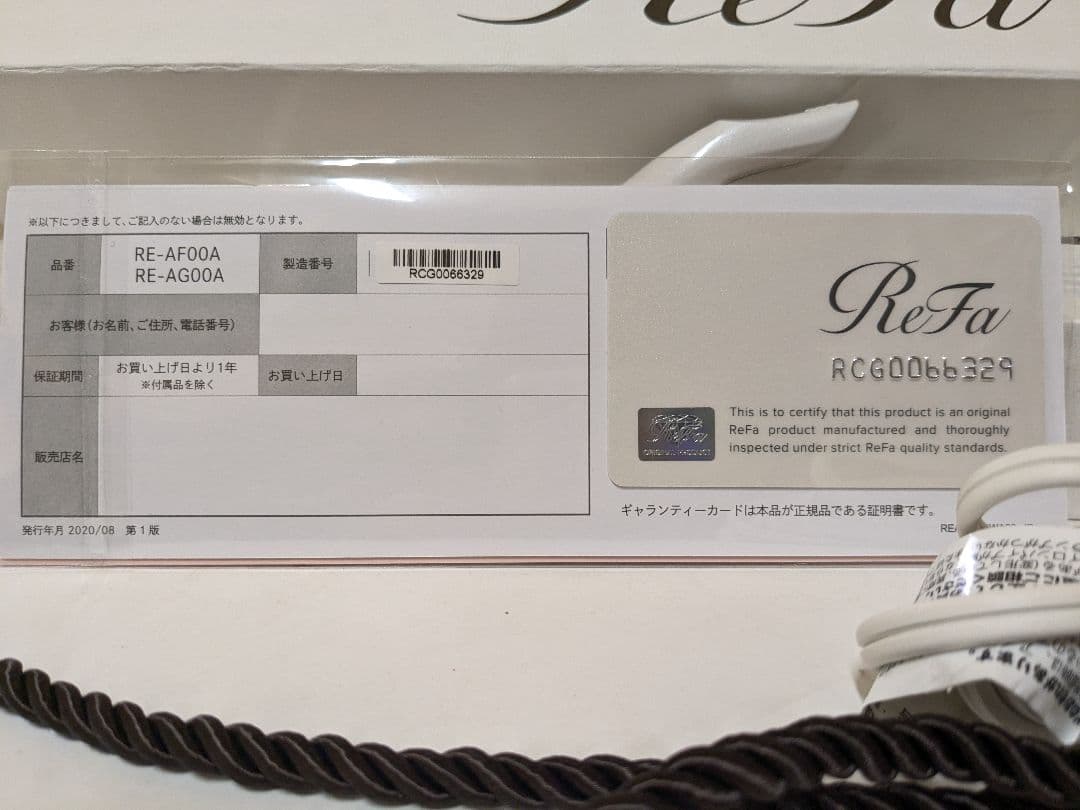 ReFa
※以下につきまして、ご記入のない場合は無効となります。
品番
RE-AF00A
RE-AG00A
製造番号
RCG0066329
お客様(お名前、ご住所、電話番号)
保証期間
お買い上げ日より1年
※付属品を除く
お買い上げ日
販売店名
発行年月 2020/08 第1版
ReFa
RCG0066329
This is to certify that this product is an original
ReFa product manufactured and thoroughly
inspected under strict ReFa quality standards.
ReFa
ORIGINAL PRODUCT
ギャランティーカードは本品が正規品である証明書です。